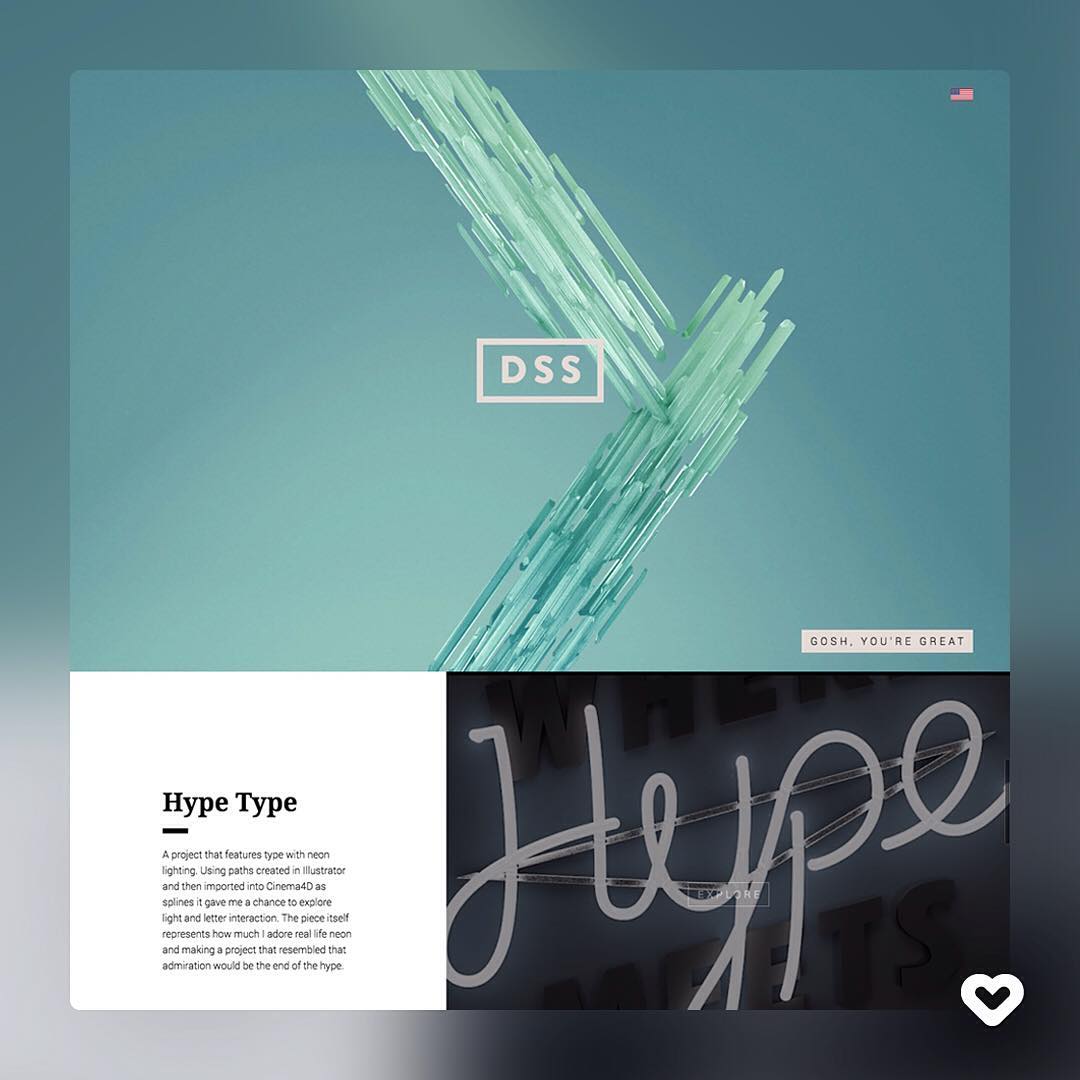 DSS
GOSH, YOU'RE GREAT
WHERE
Hype
EXPLORE
MEETS
Hype Type
A project that features type with neon
lighting. Using paths created in Illustrator
and then imported into Cinema4D as
splines it gave me a chance to explore
light and letter interaction. The piece itself
represents how much I adore real life neon
and making a project that resembled that
admiration would be the end of the hype.